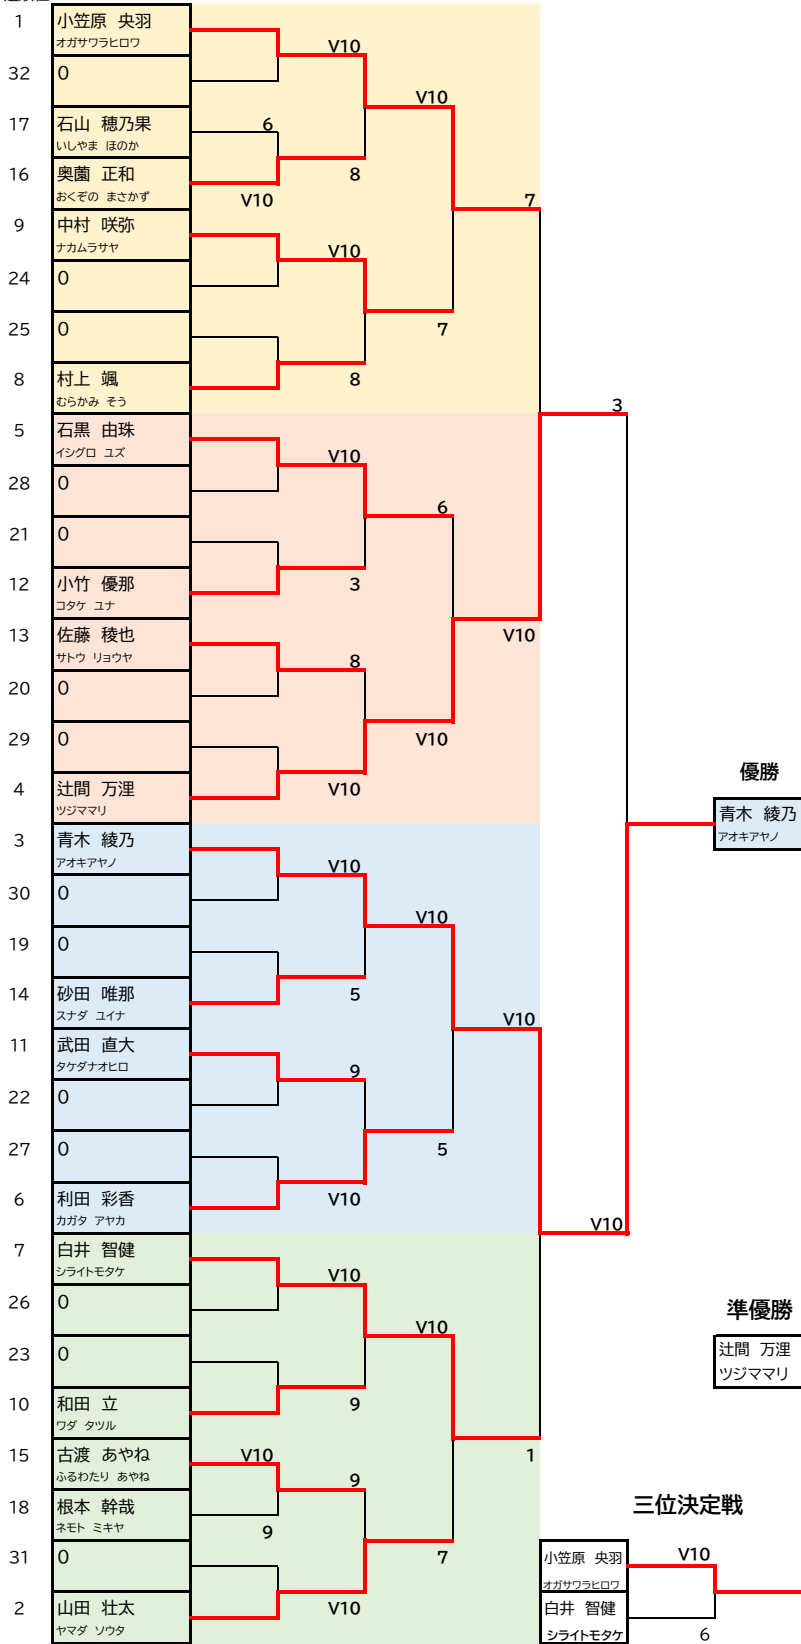 1 小笠原 央羽
オガサワラヒロワ
V10
32 0
V10
17 石山 穂乃果 6
いしやま ほのか
16 奥薗 正和 8
おくぞの まさかず V10
7
9 中村 咲弥
ナカムラサヤ V10
24 0
25 0 7
8 村上 颯 8
むらかみ そう
3
5 石黒 由珠
イシグロ ユズ V10
28 0
6
21 0
12 小竹 優那 3
コタケ ユナ
13 佐藤 稜也 V10
サトウ リョウヤ 8
20 0
29 0 V10
優勝
4 辻間 万浬 V10
ツジママリ
青木 綾乃
アオキアヤノ
3 青木 綾乃
アオキアヤノ V10
30 0
V10
19 0
14 砂田 唯那 5
スナダ ユイナ V10
11 武田 直大
タケダナオヒロ 9
22 0
27 0 5
6 利田 彩香 V10
カガタ アヤカ V10
7 白井 智健
シライトモタケ V10
26 0 準優勝
V10
23 0 辻間 万浬
ツジママリ
10 和田 立 9
ワダ タツル
15 古渡 あやね V10 1
ふるわたり あやね 9
18 根本 幹哉 三位決定戦
ネモト ミキヤ 9
31 0 7 小笠原 央羽 V10
オガサワラヒロワ
2 山田 壮太 V10 白井 智健
ヤマダ ソウタ シライトモタケ 6